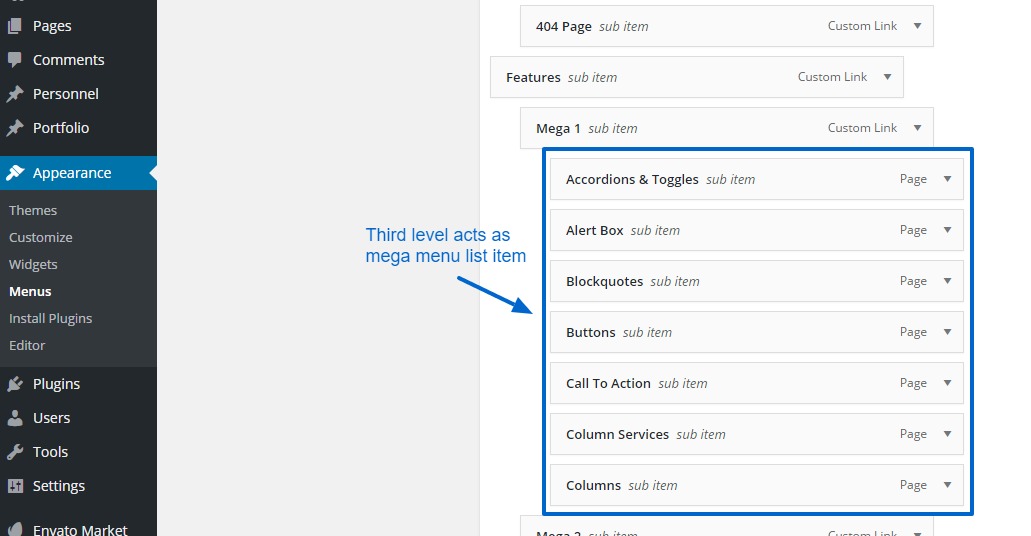 Pages
Comments
Personnel
Portfolio
Appearance
Themes
Customize
Widgets
Menus
Install Plugins
Editor
Plugins
Users
Tools
Settings
Envato Market
404 Page sub item Custom Link
Features sub item Custom Link
Mega 1 sub item Custom Link
Accordions & Toggles sub item Page
Alert Box sub item Page
Blockquotes sub item Page
Buttons sub item Page
Call To Action sub item Page
Column Services sub item Page
Columns sub item Page
Mega 2 sub item Custom Link
Third level acts as
mega menu list item